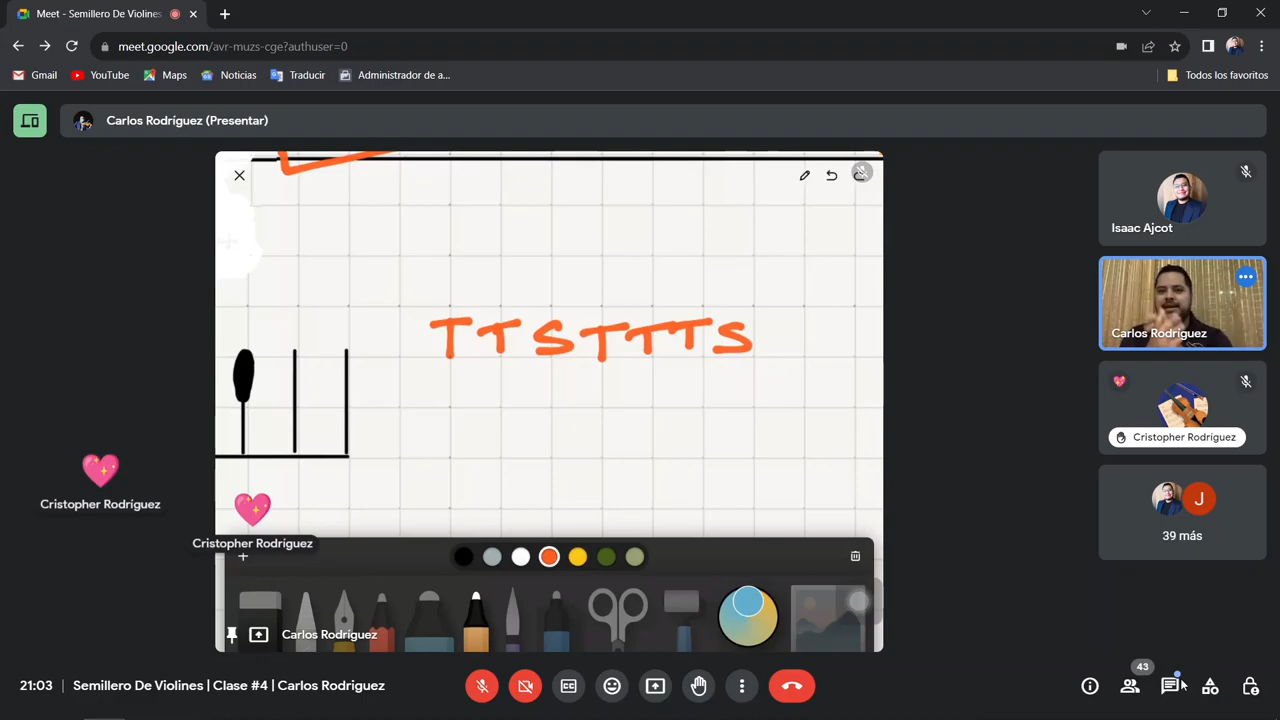 Meet - Semillero De Violines
meet.google.com/avr-muzs-cge?authuser=0
Gmail
YouTube
Maps
Noticias
Traducir
Administrador de a...
Todos los favoritos
Carlos Rodríguez (Presentar)
Isaac Ajcot
Carlos Rodríguez
Cristopher Rodríguez
J
39 más
TTSTTTS
Cristopher Rodríguez
Cristopher Rodríguez
Carlos Rodríguez
21:03 | Semillero De Violines | Clase #4 | Carlos Rodriguez
CC
43